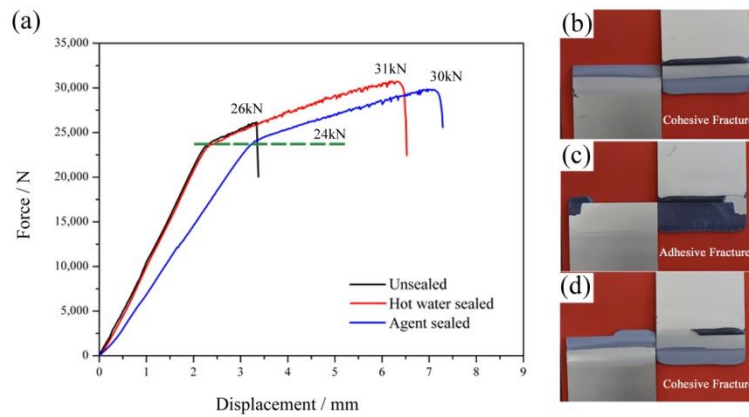 (a)
35,000
30,000
25,000
20,000
15,000
10,000
5,000
0
Force / N
0 1 2 3 4 5 6 7 8 9
Displacement / mm
26kN
31kN
30kN
24kN
Unsealed
Hot water sealed
Agent sealed
(b)
Cohesive Fracture
(c)
Adhesive Fracture
(d)
Cohesive Fracture